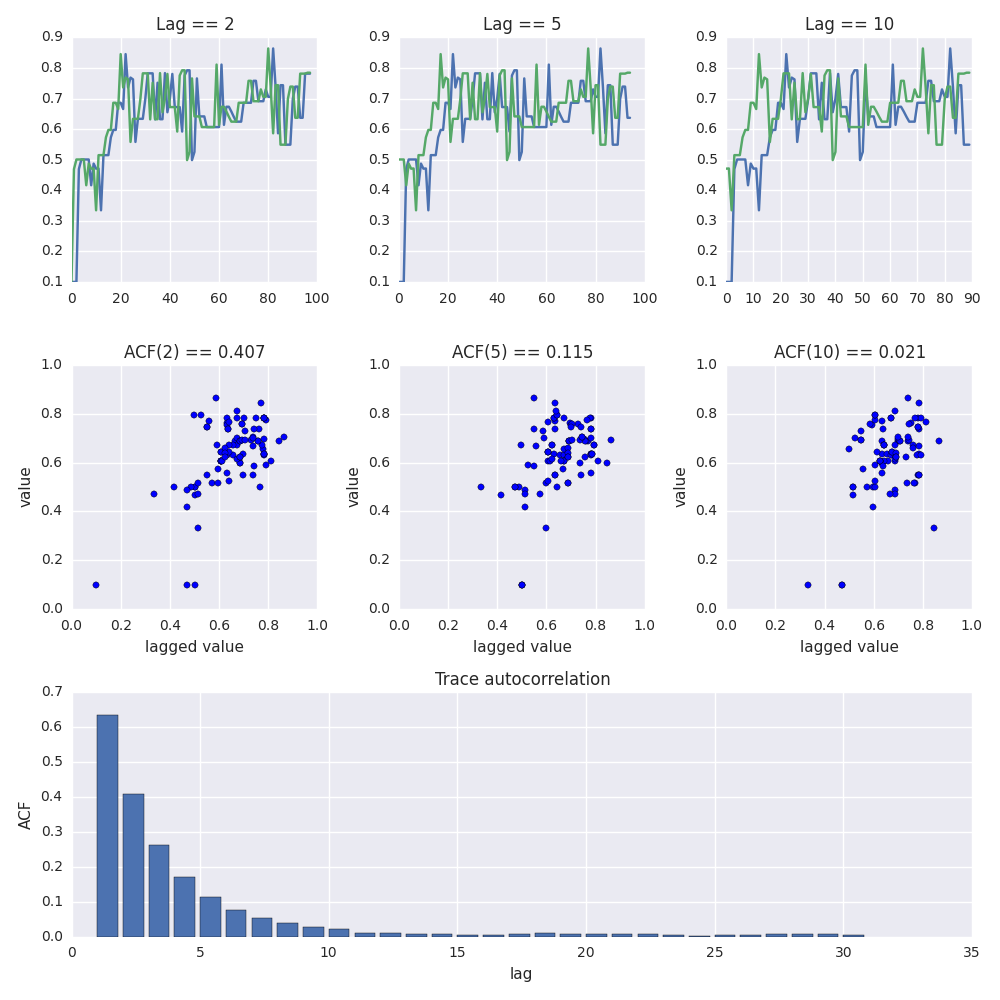 Lag == 2
Lag == 5
Lag == 10
0.9
0.8
0.7
0.6
0.5
0.4
0.3
0.2
0.1
0 20 40 60 80 100
0.9
0.8
0.7
0.6
0.5
0.4
0.3
0.2
0.1
0 20 40 60 80 100
0.9
0.8
0.7
0.6
0.5
0.4
0.3
0.2
0.1
0 10 20 30 40 50 60 70 80 90
ACF(2) == 0.407
value
1.0
0.8
0.6
0.4
0.2
0.0
0.0 0.2 0.4 0.6 0.8 1.0
lagged value
ACF(5) == 0.115
value
1.0
0.8
0.6
0.4
0.2
0.0
0.0 0.2 0.4 0.6 0.8 1.0
lagged value
ACF(10) == 0.021
value
1.0
0.8
0.6
0.4
0.2
0.0
0.0 0.2 0.4 0.6 0.8 1.0
lagged value
Trace autocorrelation
ACF
0.7
0.6
0.5
0.4
0.3
0.2
0.1
0.0
0 5 10 15 20 25 30 35
lag